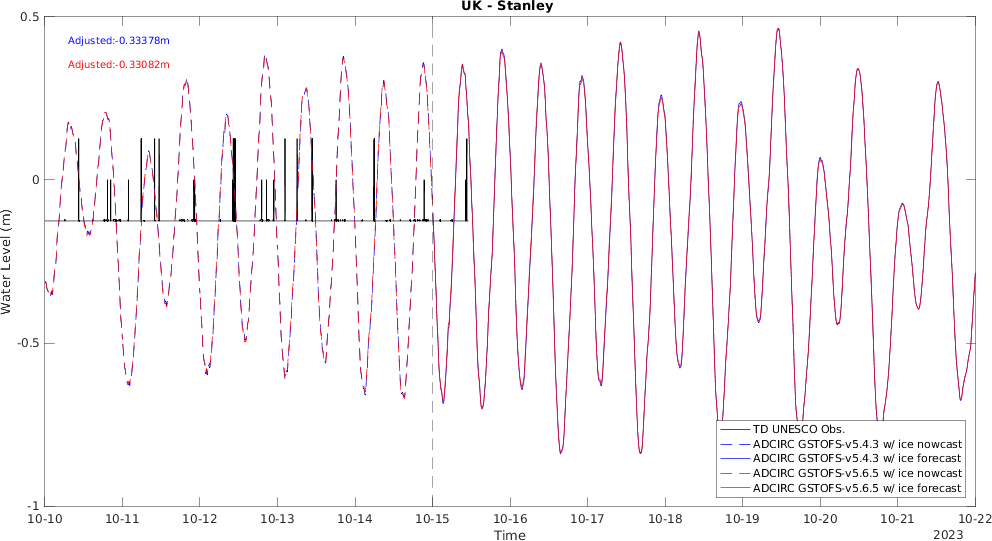 UK - Stanley
Adjusted:-0.33378m
Adjusted:-0.33082m
Water Level (m)
0.5
0
-0.5
-1
TD UNESCO Obs.
ADCIRC GSTOFS-v5.4.3 w/ ice nowcast
ADCIRC GSTOFS-v5.4.3 w/ ice forecast
ADCIRC GSTOFS-v5.6.5 w/ ice nowcast
ADCIRC GSTOFS-v5.6.5 w/ ice forecast
10-10 10-11 10-12 10-13 10-14 10-15 10-16 10-17 10-18 10-19 10-20 10-21 10-22
Time
2023